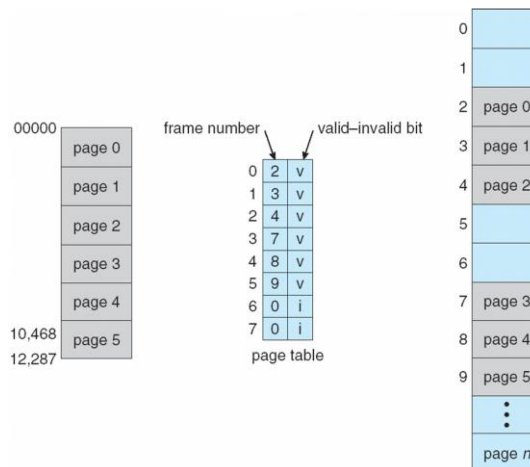 00000
page 0
page 1
page 2
page 3
page 4
10,468
page 5
12,287
frame number
valid–invalid bit
0 2 v
1 3 v
2 4 v
3 7 v
4 8 v
5 9 v
6 0 i
7 0 i
page table
0
1
2 page 0
3 page 1
4 page 2
5
6
7 page 3
8 page 4
9 page 5
page n